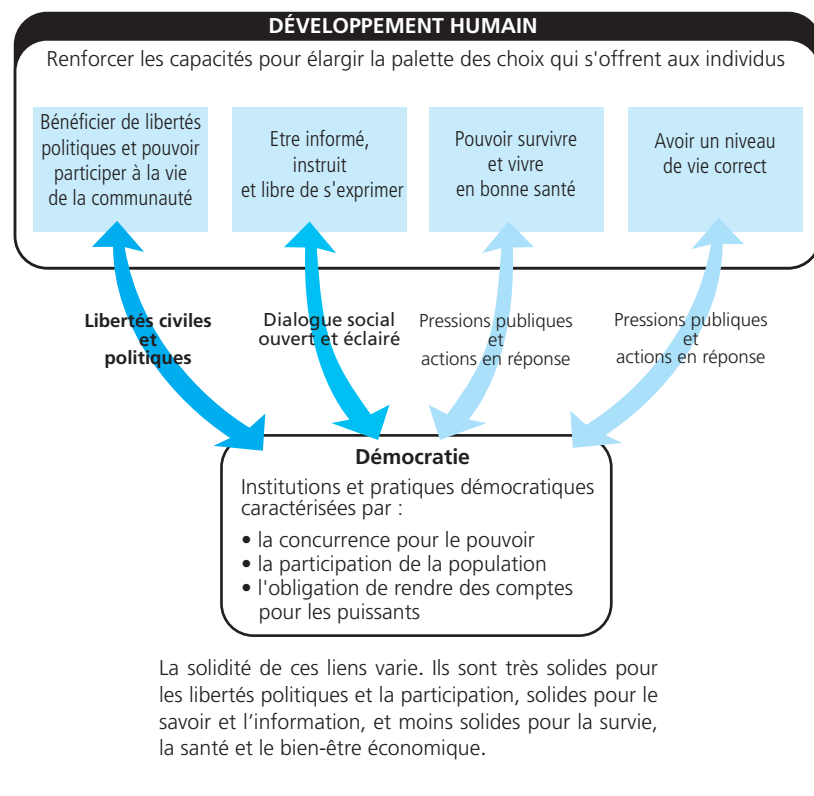 DÉVELOPPEMENT HUMAIN
Renforcer les capacités pour élargir la palette des choix qui s'offrent aux individus
Bénéficier de libertés
politiques et pouvoir
participer à la vie
de la communauté
Etre informé,
instruit
et libre de s'exprimer
Pouvoir survivre
et vivre
en bonne santé
Avoir un niveau
de vie correct
Libertés civiles
et
politiques
Dialogue social
ouvert et éclairé
Pressions publiques
et
actions en réponse
Pressions publiques
et
actions en réponse
Démocratie
Institutions et pratiques démocratiques
caractérisées par :
• la concurrence pour le pouvoir
• la participation de la population
• l'obligation de rendre des comptes
pour les puissants
La solidité de ces liens varie. Ils sont très solides pour
les libertés politiques et la participation, solides pour le
savoir et l’information, et moins solides pour la survie,
la santé et le bien-être économique.